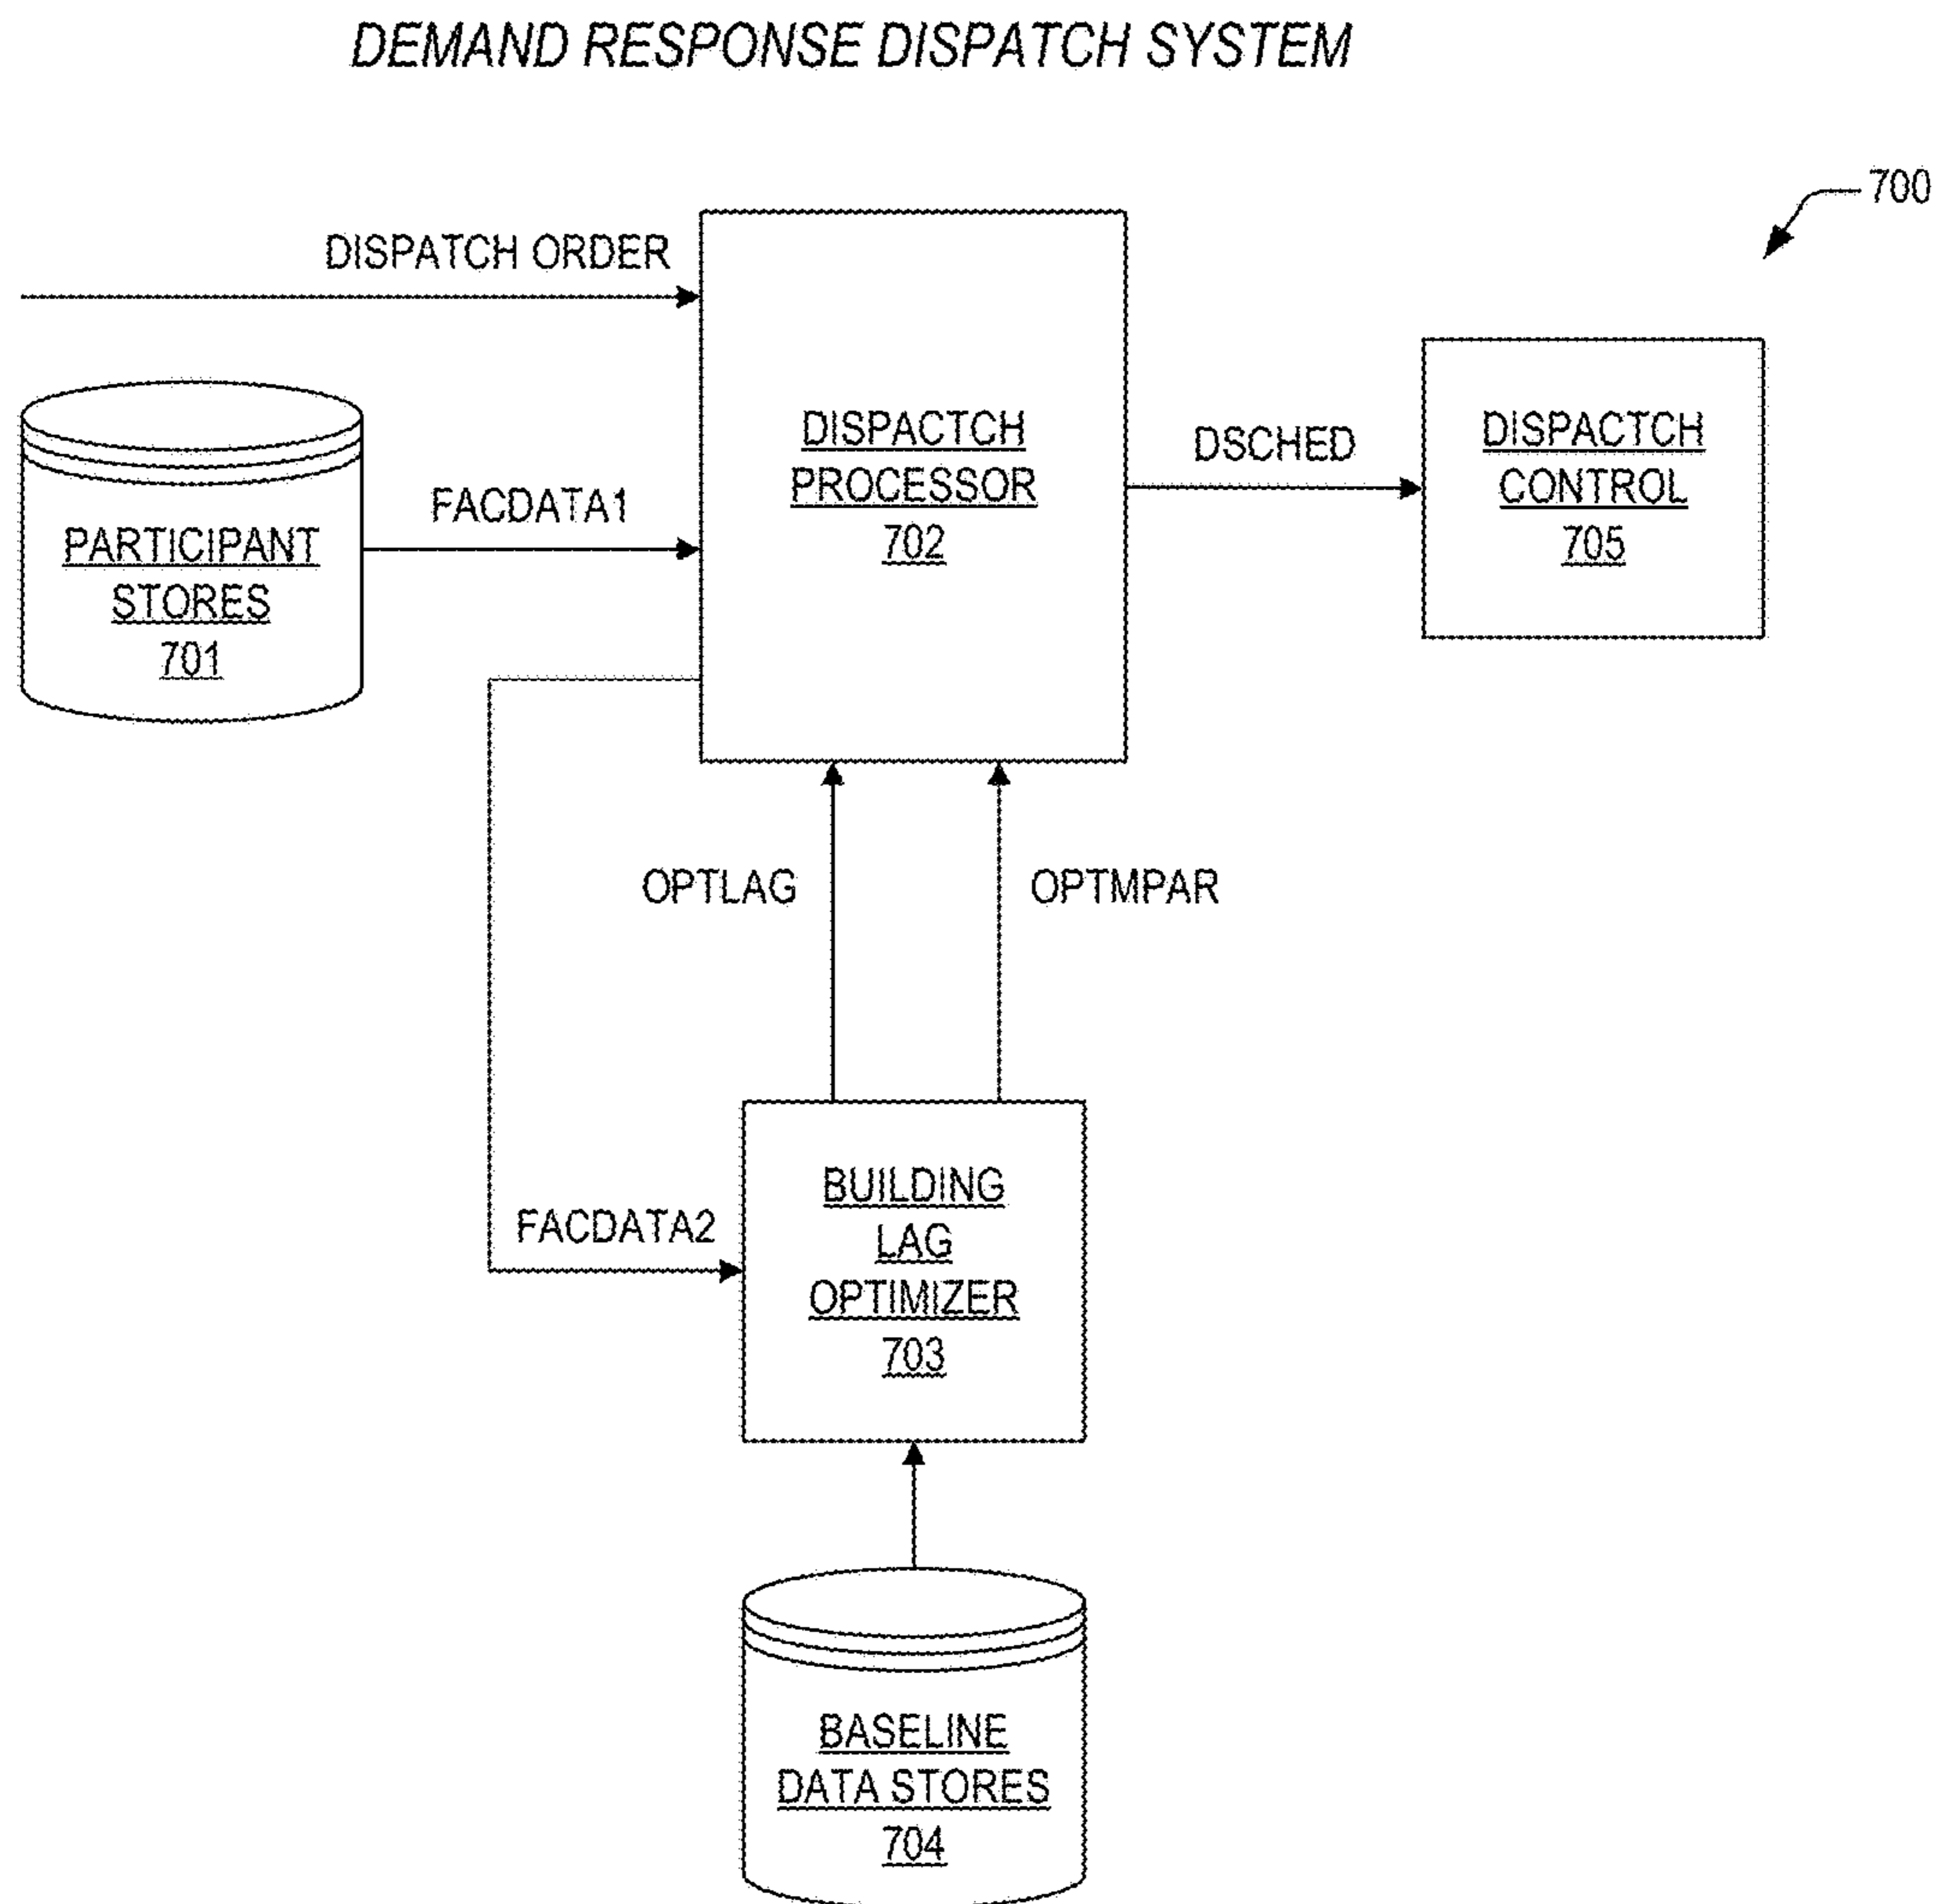 DEMAND RESPONSE DISPATCH SYSTEM
700
DISPATCH ORDER
PARTICIPANT
STORES
701
FACDATA1
DISPACTCH
PROCESSOR
702
DSCHED
DISPACTCH
CONTROL
705
OPTLAG
OPTMPAR
FACDATA2
BUILDING
LAG
OPTIMIZER
703
BASELINE
DATA STORES
704